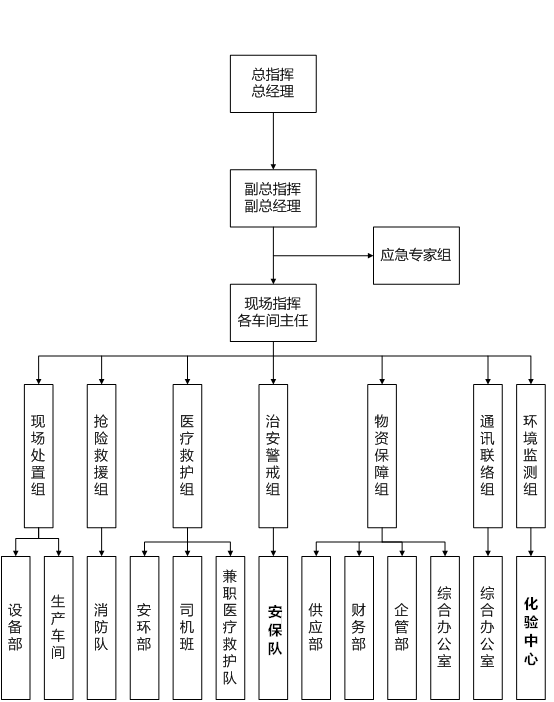 总指挥
总经理
副总指挥
副总经理
应急专家组
现场指挥
各车间主任
现场处置组
抢险救援组
医疗救护组
治安警戒组
物资保障组
通讯联络组
环境监测组
设备部
生产车间
消防队
安环部
司机班
兼职医疗救护队
安保队
供应部
财务部
企管部
综合办公室
综合办公室
化验中心